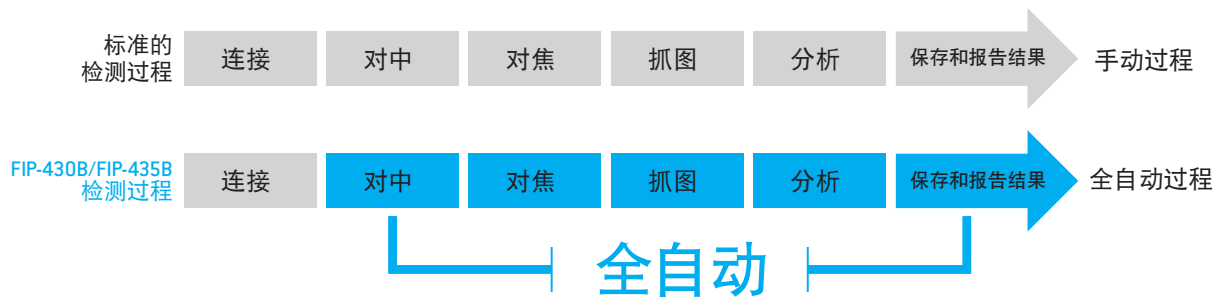 标准的
检测过程
连接
对中
对焦
抓图
分析
保存和报告结果
手动过程
FIP-430B/FIP-435B
检测过程
连接
对中
对焦
抓图
分析
保存和报告结果
全自动过程
全自动